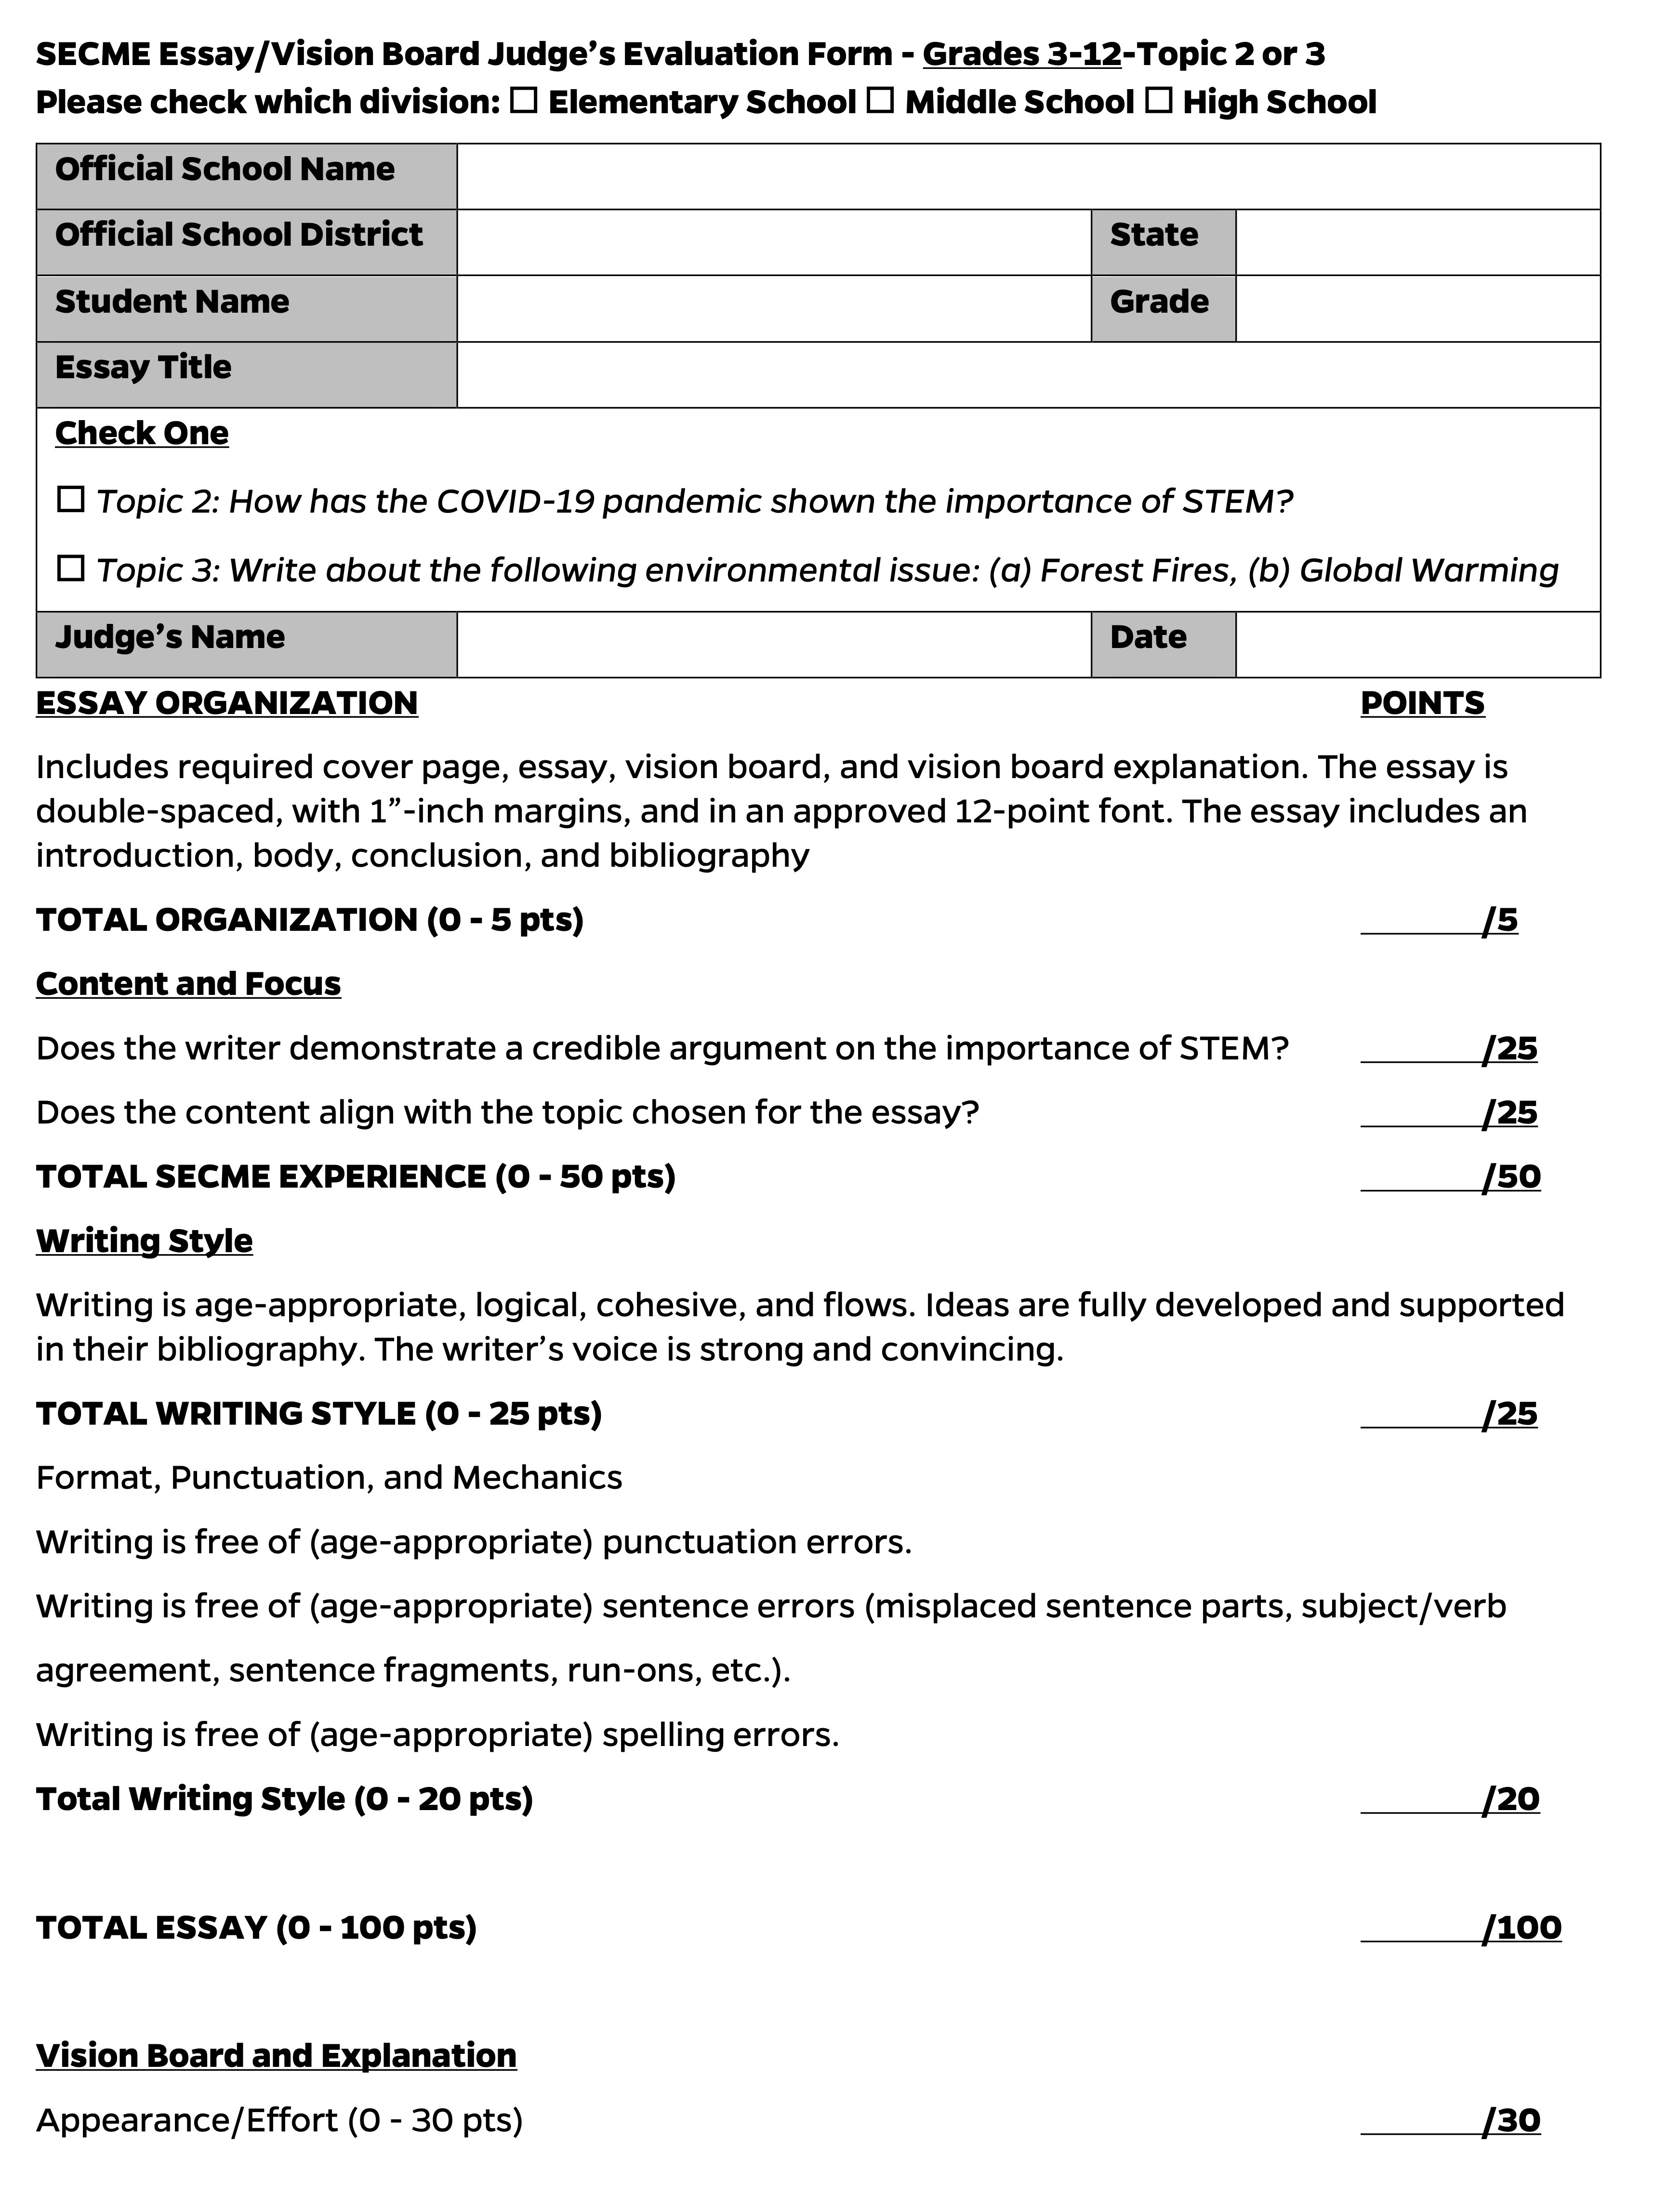 SECME Essay/Vision Board Judge’s Evaluation Form - Grades 3-12-Topic 2 or 3
Please check which division: ☐ Elementary School ☐ Middle School ☐ High School
Official School Name
Official School District State
Student Name Grade
Essay Title
Check One
☐ Topic 2: How has the COVID-19 pandemic shown the importance of STEM?
☐ Topic 3: Write about the following environmental issue: (a) Forest Fires, (b) Global Warming
Judge’s Name Date
ESSAY ORGANIZATION POINTS
Includes required cover page, essay, vision board, and vision board explanation. The essay is
double-spaced, with 1”-inch margins, and in an approved 12-point font. The essay includes an
introduction, body, conclusion, and bibliography
TOTAL ORGANIZATION (0 - 5 pts) ______/5
Content and Focus
Does the writer demonstrate a credible argument on the importance of STEM? ______/25
Does the content align with the topic chosen for the essay? ______/25
TOTAL SECME EXPERIENCE (0 - 50 pts) ______/50
Writing Style
Writing is age-appropriate, logical, cohesive, and flows. Ideas are fully developed and supported
in their bibliography. The writer’s voice is strong and convincing.
TOTAL WRITING STYLE (0 - 25 pts) ______/25
Format, Punctuation, and Mechanics
Writing is free of (age-appropriate) punctuation errors.
Writing is free of (age-appropriate) sentence errors (misplaced sentence parts, subject/verb
agreement, sentence fragments, run-ons, etc.).
Writing is free of (age-appropriate) spelling errors.
Total Writing Style (0 - 20 pts) ______/20
TOTAL ESSAY (0 - 100 pts) ______/100
Vision Board and Explanation
Appearance/Effort (0 - 30 pts) ______/30